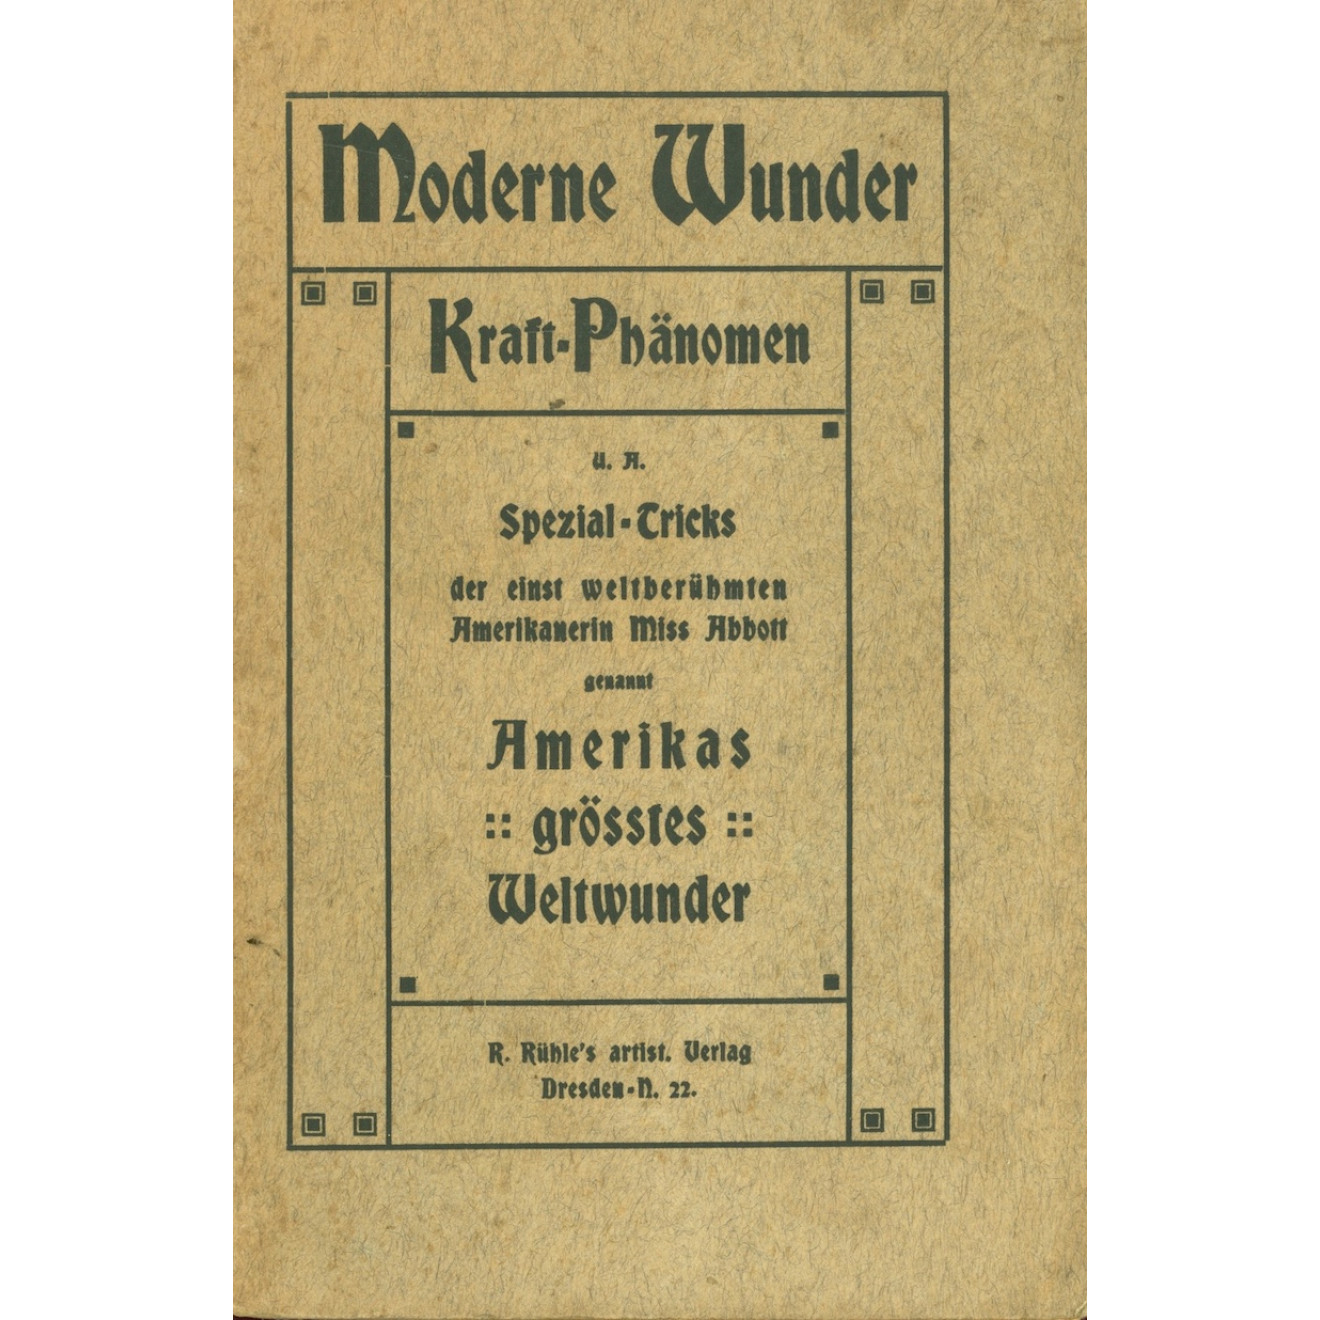 Moderne Wunder
Kraft-Phänomen
u. A.
Spezial-Tricks
der einst weltberühmten
Amerikanerin Miss Abbott
genannt
Amerikas
:: grösstes ::
Weltwunder
R. Rühle's artist. Verlag
Dresden-N. 22.